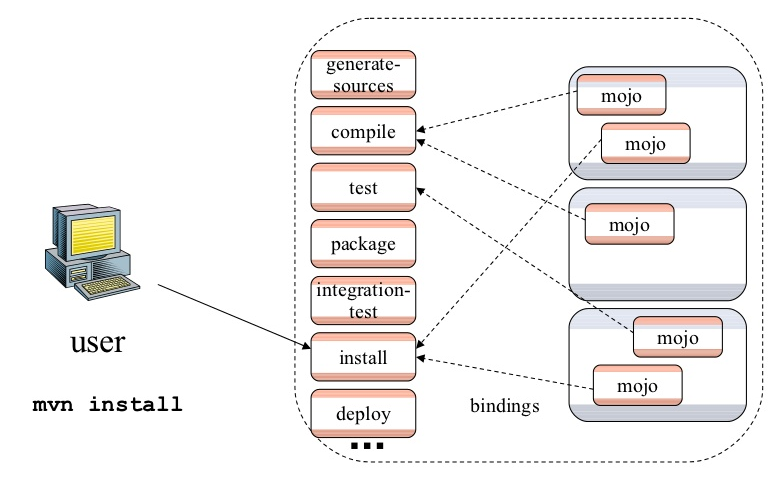 generate-
sources
compile
test
package
integration-
test
install
deploy
...
mojo
mojo
mojo
mojo
mojo
bindings
user
mvn install